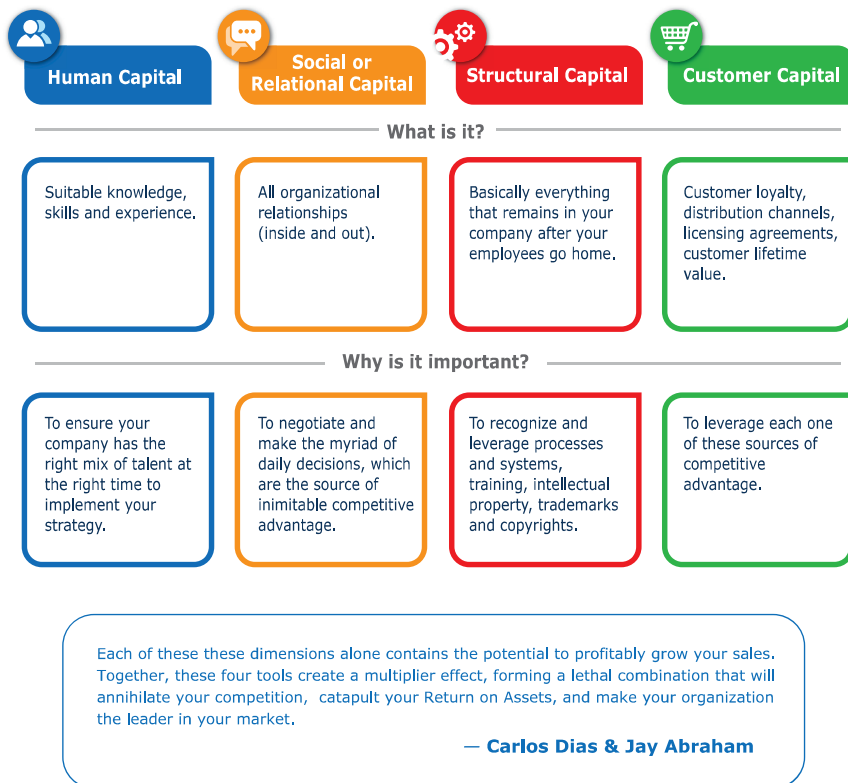 Human Capital
Social or
Relational Capital
Structural Capital
Customer Capital
What is it?
Suitable knowledge,
skills and experience.
All organizational
relationships
(inside and out).
Basically everything
that remains in your
company after your
employees go home.
Customer loyalty,
distribution channels,
licensing agreements,
customer lifetime
value.
Why is it important?
To ensure your
company has the
right mix of talent at
the right time to
implement your
strategy.
To negotiate and
make the myriad of
daily decisions, which
are the source of
inimitable competitive
advantage.
To recognize and
leverage processes
and systems,
training, intellectual
property, trademarks
and copyrights.
To leverage each one
of these sources of
competitive
advantage.
Each of these these dimensions alone contains the potential to profitably grow your sales.
Together, these four tools create a multiplier effect, forming a lethal combination that will
annihilate your competition, catapult your Return on Assets, and make your organization
the leader in your market.
— Carlos Dias & Jay Abraham